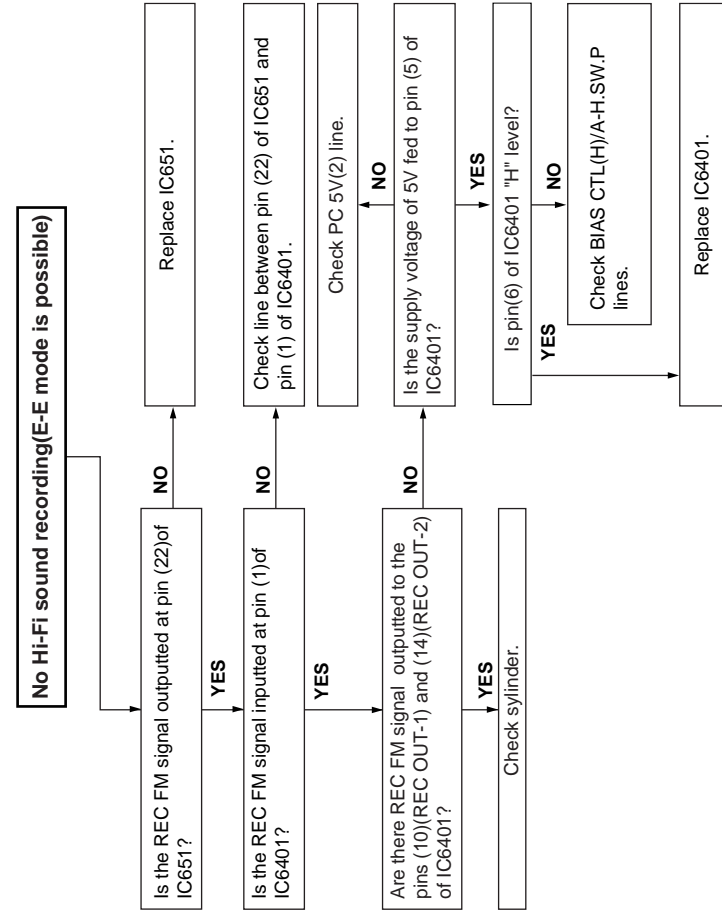 No Hi-Fi sound recording(E-E mode is possible)
Is the REC FM signal outputted at pin (22)of
IC651?
NO
Replace IC651.
YES
Is the REC FM signal inputted at pin (1)of
IC6401?
NO
Check line between pin (22) of IC651 and
pin (1) of IC6401.
YES
Check PC 5V(2) line.
NO
Are there REC FM signal outputted to the
pins (10)(REC OUT-1) and (14)(REC OUT-2)
of IC6401?
NO
Is the supply voltage of 5V fed to pin (5) of
IC6401?
YES
Check sylinder.
YES
Is pin(6) of IC6401 "H" level?
NO
Check BIAS CTL(H)/A-H.SW.P
lines.
YES
Replace IC6401.